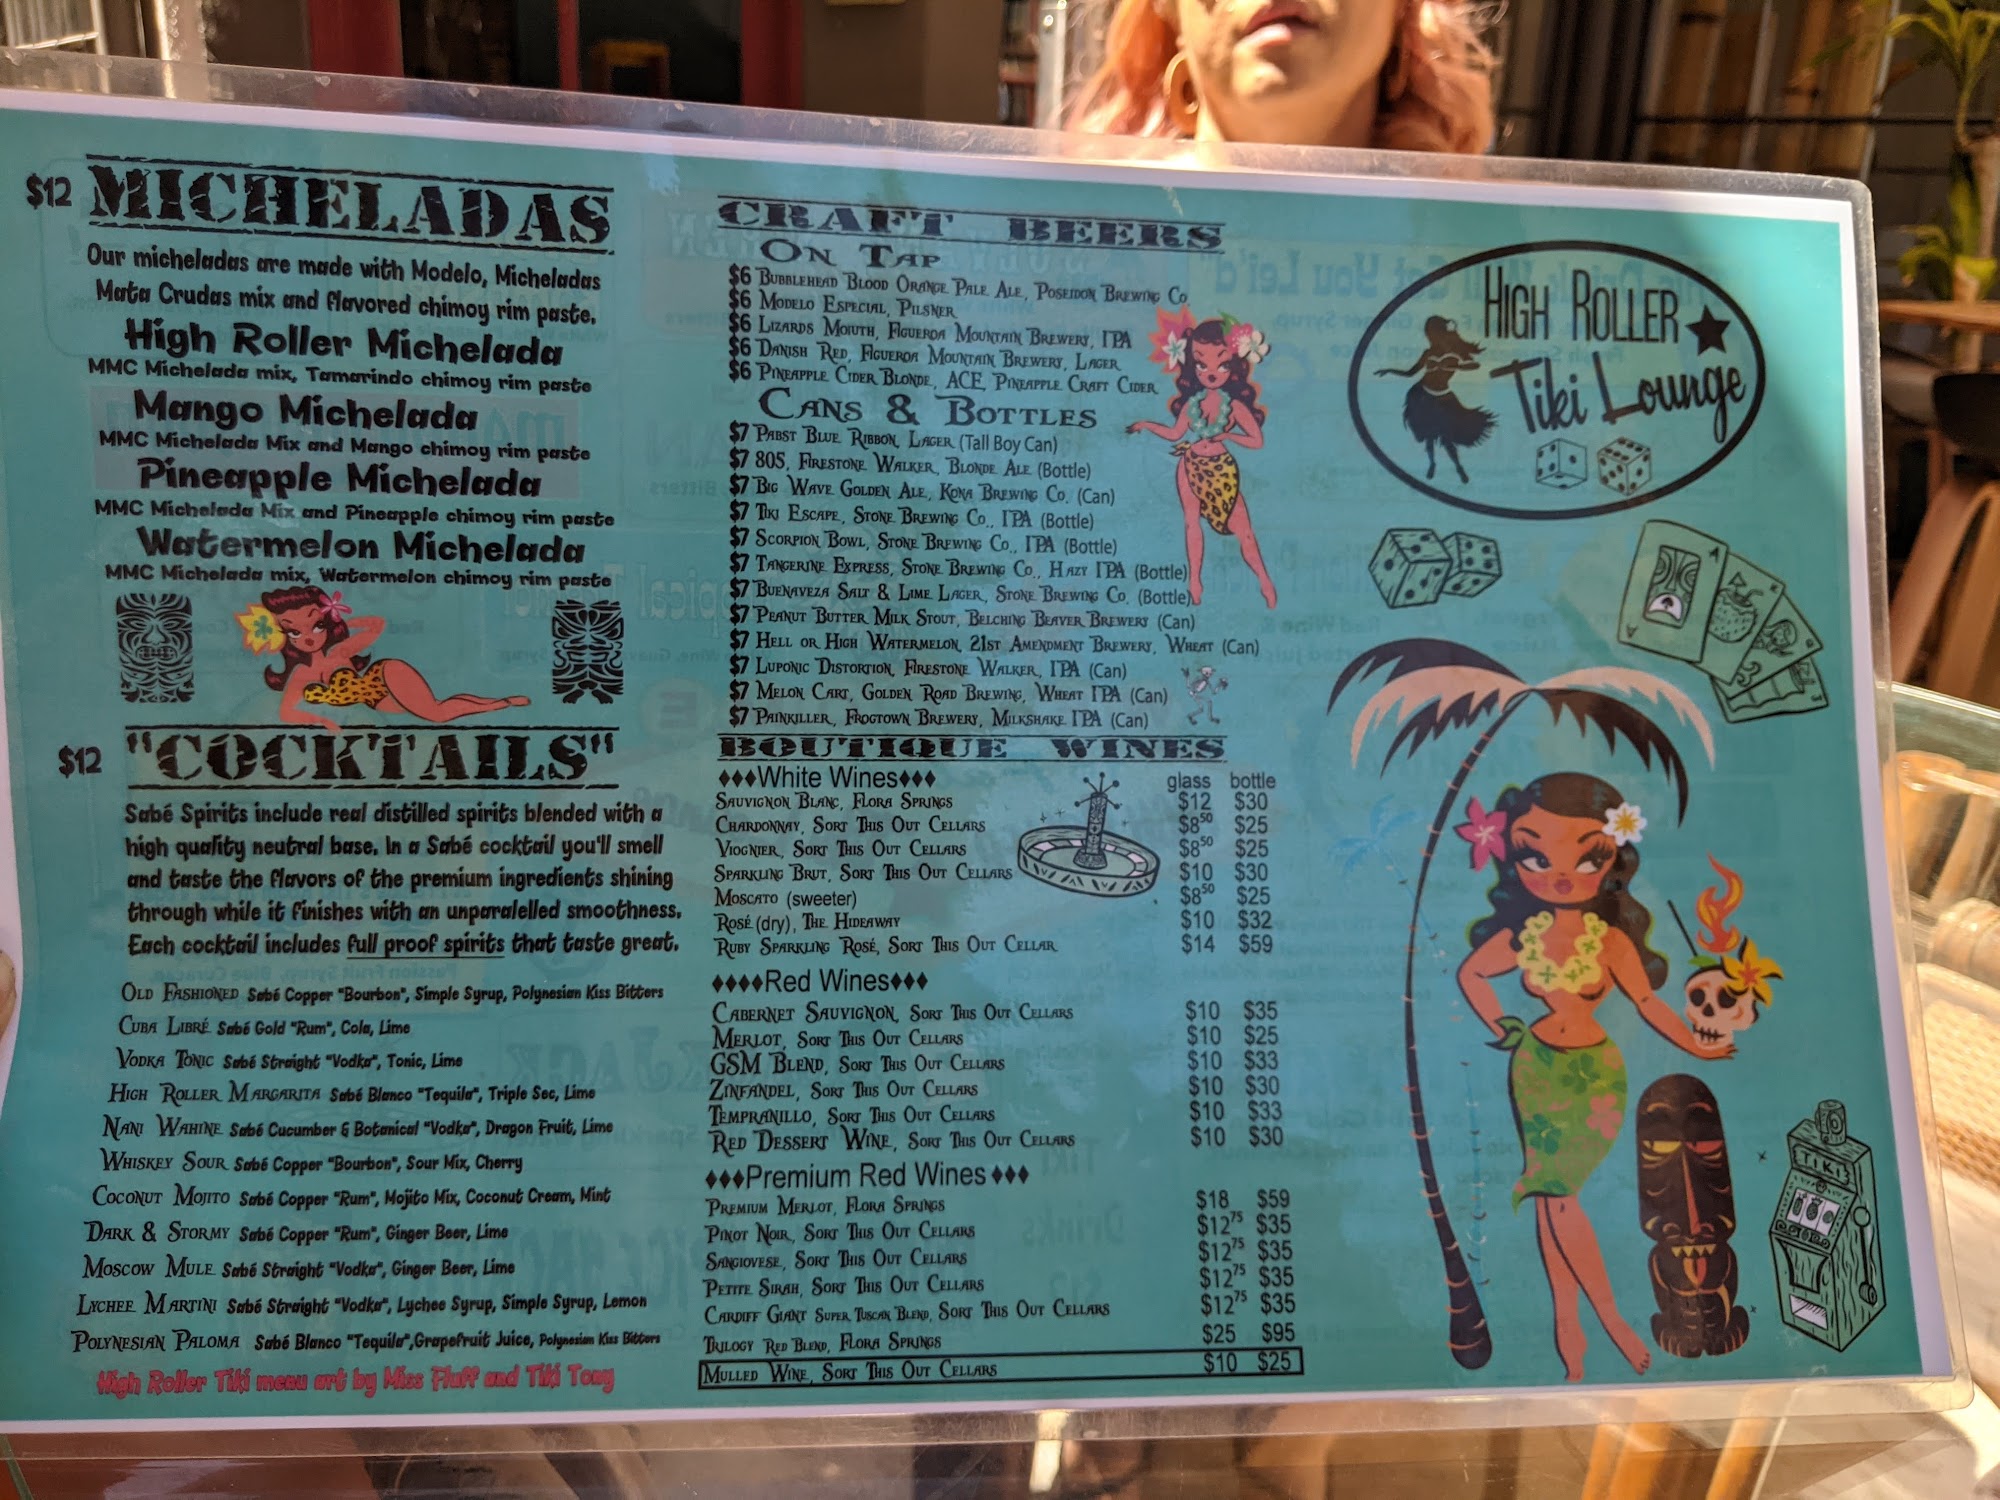 $12 MICHELADAS
Our micheladas are made with Modelo, Micheladas
Mata Crudas mix and flavored chimoy rim paste.
High Roller Michelada
MMC Michelada mix, Tamarindo chimoy rim paste
Mango Michelada
MMC Michelada Mix and Mango chimoy rim paste
Pineapple Michelada
MMC Michelada Mix and Pineapple chimoy rim paste
Watermelon Michelada
MMC Michelada mix, Watermelon chimoy rim paste
$12 "COCKTAILS"
Sabé Spirits include real distilled spirits blended with a
high quality neutral base. In a Sabé cocktail you'll smell
and taste the flavors of the premium ingredients shining
through while it finishes with an unparalelled smoothness.
Each cocktail includes full proof spirits that taste great.
Old Fashioned Sabé Copper "Bourbon", Simple Syrup, Polynesian Kiss Bitters
Cuba Libré Sabé Gold "Rum", Cola, Lime
Vodka Tonic Sabé Straight "Vodka", Tonic, Lime
High Roller Margarita Sabé Blanco "Tequila", Triple Sec, Lime
Nani Wahine Sabé Cucumber & Botanical "Vodka", Dragon Fruit, Lime
Whiskey Sour Sabé Copper "Bourbon", Sour Mix, Cherry
Coconut Mojito Sabé Copper "Rum", Mojito Mix, Coconut Cream, Mint
Dark & Stormy Sabé Copper "Rum", Ginger Beer, Lime
Moscow Mule Sabé Straight "Vodka", Ginger Beer, Lime
Lychee Martini Sabé Straight "Vodka", Lychee Syrup, Simple Syrup, Lemon
Polynesian Paloma Sabé Blanco "Tequila",Grapefruit Juice, Polynesian Kiss Bitters
High Roller Tiki menu art by Miss Fluff and Tiki Tony
CRAFT BEERS
On Tap
$6 Bubblehead Blood Orange Pale Ale, Poseidon Brewing Co
$6 Modelo Especial, Pilsner
$6 Lizards Moiuth, Figueroa Mountain Brewery, IPA
$6 Danish Red, Figueroa Mountain Brewery, Lager
$6 Pineapple Cider Blonde, ACE, Pineapple Craft Cider
Cans & Bottles
$7 Pabst Blue Ribbon, Lager (Tall Boy Can)
$7 805, Firestone Walker, Blonde Ale (Bottle)
$7 Big Wave Golden Ale, Kona Brewing Co. (Can)
$7 Tiki Escape, Stone Brewing Co., IPA (Bottle)
$7 Scorpion Bowl, Stone Brewing Co., IPA (Bottle)
$7 Tangerine Express, Stone Brewing Co., Hazy IPA (Bottle)
$7 Buenaveza Salt & Lime Lager, Stone Brewing Co. (Bottle)
$7 Peanut Butter Milk Stout, Belching Beaver Brewery (Can)
$7 Hell or High Watermelon, 21st Amendment Brewery, Wheat (Can)
$7 Luponic Distortion, Firestone Walker, IPA (Can)
$7 Melon Cart, Golden Road Brewing, Wheat IPA (Can)
$7 Painkiller, Frogtown Brewery, Milkshake IPA (Can)
BOUTIQUE WINES
♦♦♦White Wines♦♦♦ glass bottle
Sauvignon Blanc, Flora Springs $12 $30
Chardonnay, Sort This Out Cellars $8⁵⁰ $25
Viognier, Sort This Out Cellars $8⁵⁰ $25
Sparkling Brut, Sort This Out Cellars $10 $30
Moscato (sweeter) $8⁵⁰ $25
Rosé (dry), The Hideaway $10 $32
Ruby Sparkling Rosé, Sort This Out Cellar $14 $59
♦♦♦♦Red Wines♦♦♦
Cabernet Sauvignon, Sort This Out Cellars $10 $35
Merlot, Sort This Out Cellars $10 $25
GSM Blend, Sort This Out Cellars $10 $33
Zinfandel, Sort This Out Cellars $10 $30
Tempranillo, Sort This Out Cellars $10 $33
Red Dessert Wine, Sort This Out Cellars $10 $30
♦♦♦Premium Red Wines ♦♦♦
Premium Merlot, Flora Springs $18 $59
Pinot Noir, Sort This Out Cellars $12⁷⁵ $35
Sangiovese, Sort This Out Cellars $12⁷⁵ $35
Petite Sirah, Sort This Out Cellars $12⁷⁵ $35
Cardiff Giant Super Tuscan Blend, Sort This Out Cellars $12⁷⁵ $35
Trilogy Red Blend, Flora Springs $25 $95
Mulled Wine, Sort This Out Cellars $10 $25
HIGH ROLLER
Tiki Lounge
TIKI